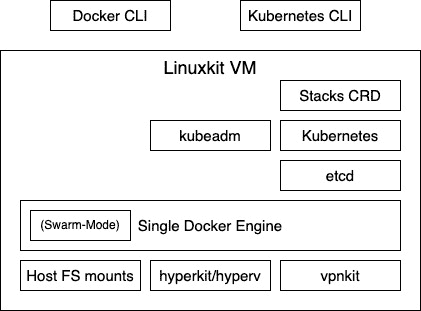 Docker CLI
Kubernetes CLI
Linuxkit VM
Stacks CRD
kubeadm
Kubernetes
etcd
(Swarm-Mode)
Single Docker Engine
Host FS mounts
hyperkit/hyperv
vpnkit